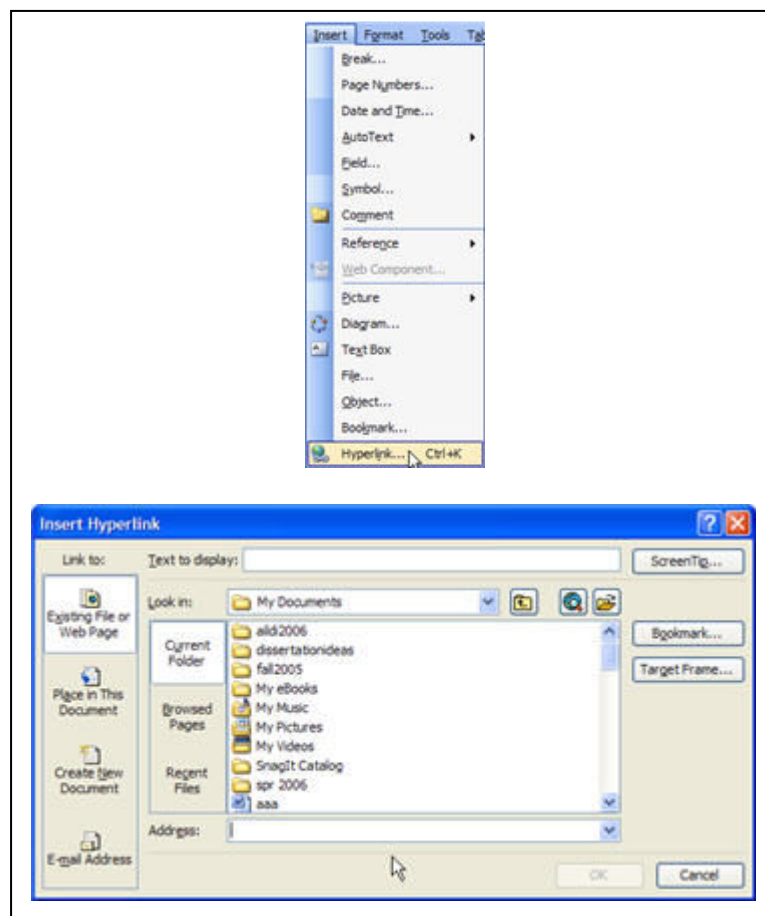 Insert Format Tools Tab
Break...
Page Numbers...
Date and Time...
AutoText
Field...
Symbol...
Comment
Reference
Web Component...
Picture
Diagram...
Text Box
File...
Object...
Bookmark...
Hyperlink... Ctrl+K
Insert Hyperlink
Link to: Text to display: ScreenTip...
Existing File or
Web Page
Look in: My Documents
Current
Folder
Browsed
Pages
Recent
Files
dissertationideas
fall2005
My eBooks
My Music
My Pictures
My Videos
SnagIt Catalog
spr 2006
aaa
Bookmark...
Target Frame...
Place in This
Document
Create New
Document
E-mail Address
Address:
OK Cancel